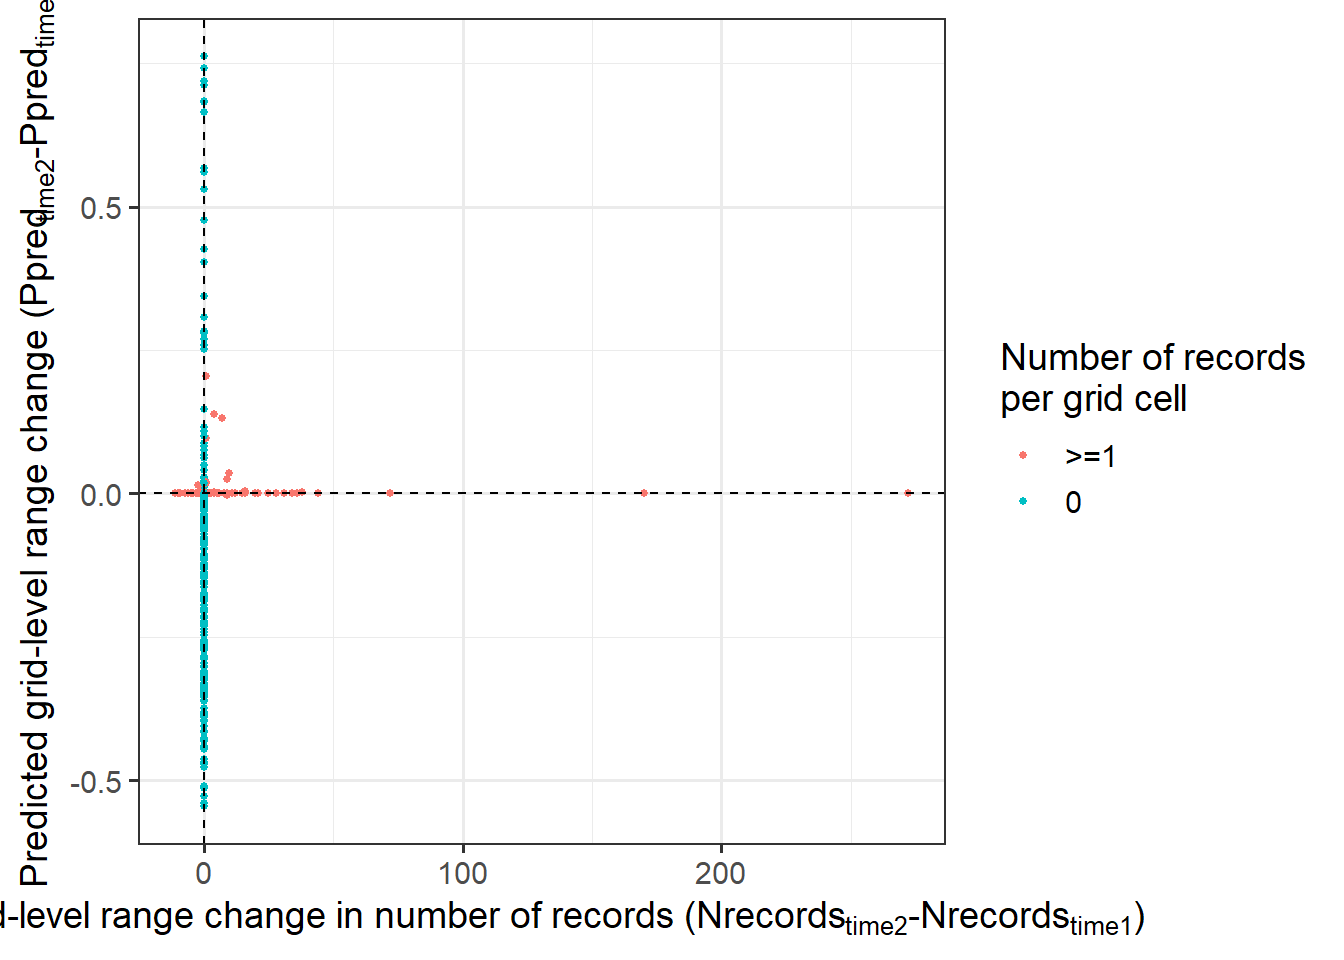 Predicted grid-level range change (Ppredtime2-Ppredtime
0.5
0.0
-0.5
0
100
200
d-level range change in number of records (Nrecordstime2-Nrecordstime1)
Number of records
per grid cell
>=1
0